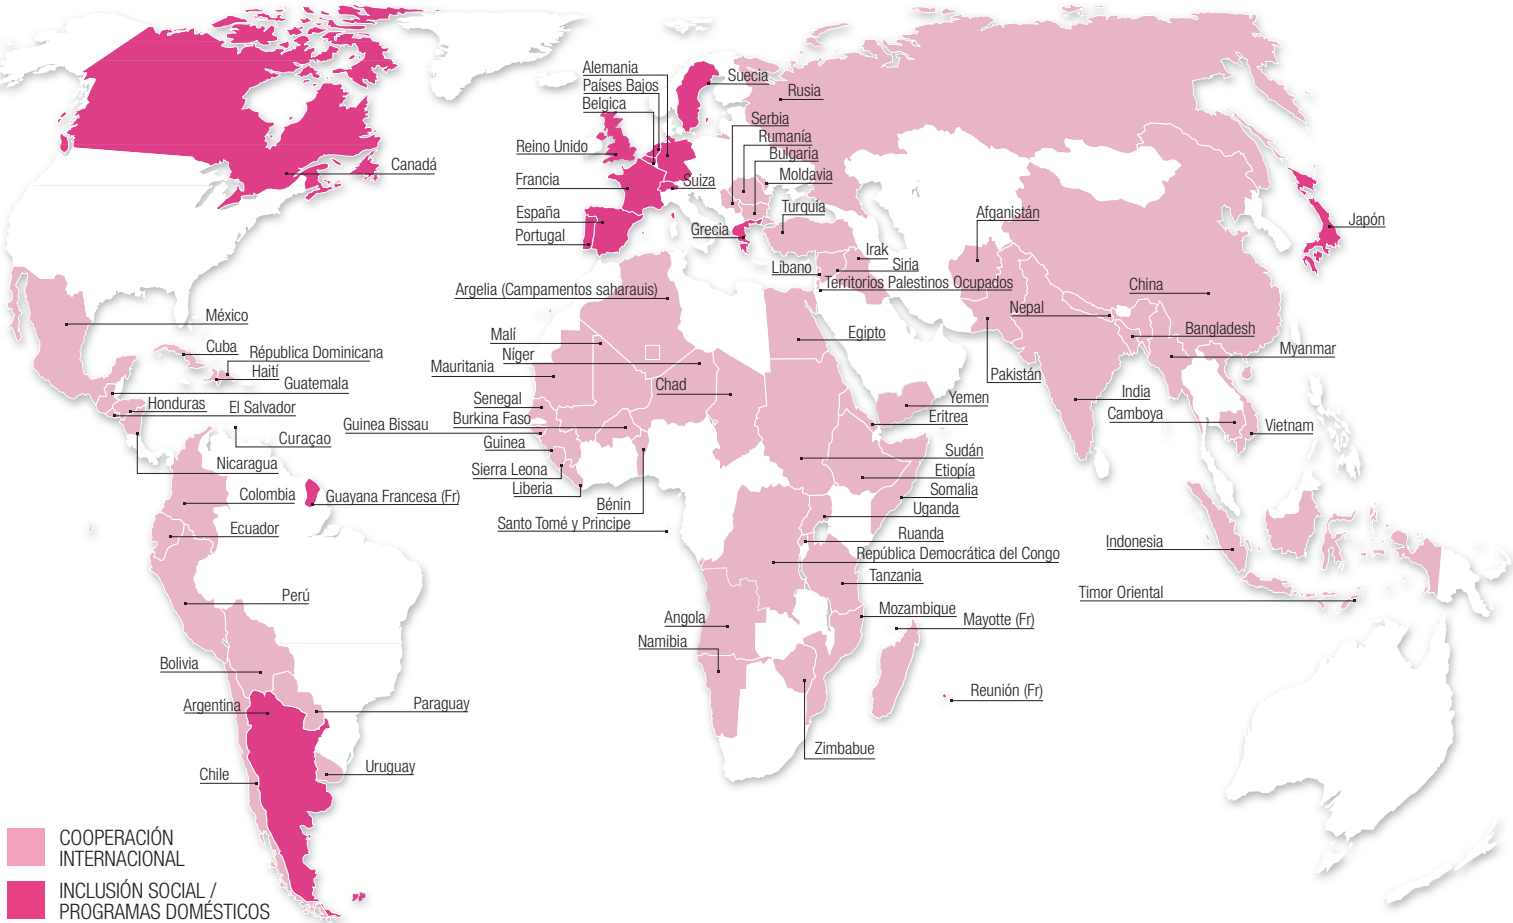 Alemania
Países Bajos
Belgica
Suecia
Rusia
Serbia
Rumanía
Bulgaria
Moldavia
Reino Unido
Canadá
Francia
Suiza
España
Turquía
Afganistán
Portugal
Grecia
Japón
Irak
Líbano
Siria
Territorios Palestinos Ocupados
Argelia (Campamentos saharauis)
China
Nepal
México
Egipto
Bangladesh
Malí
Cuba
Républica Dominicana
Níger
Myanmar
Haití
Mauritania
Pakistán
Guatemala
Chad
India
Honduras
El Salvador
Senegal
Yemen
Guinea Bissau
Burkina Faso
Eritrea
Camboya
Vietnam
Curaçao
Guinea
Sudán
Nicaragua
Sierra Leona
Etiopía
Liberia
Somalia
Colombia
Guayana Francesa (Fr)
Bénin
Uganda
Santo Tomé y Principe
Ecuador
Ruanda
Indonesia
República Democrática del Congo
Tanzania
Perú
Timor Oriental
Angola
Mozambique
Mayotte (Fr)
Namibia
Bolivia
Reunión (Fr)
Argentina
Paraguay
Zimbabue
Chile
Uruguay
COOPERACIÓN
INTERNACIONAL
INCLUSIÓN SOCIAL /
PROGRAMAS DOMÉSTICOS